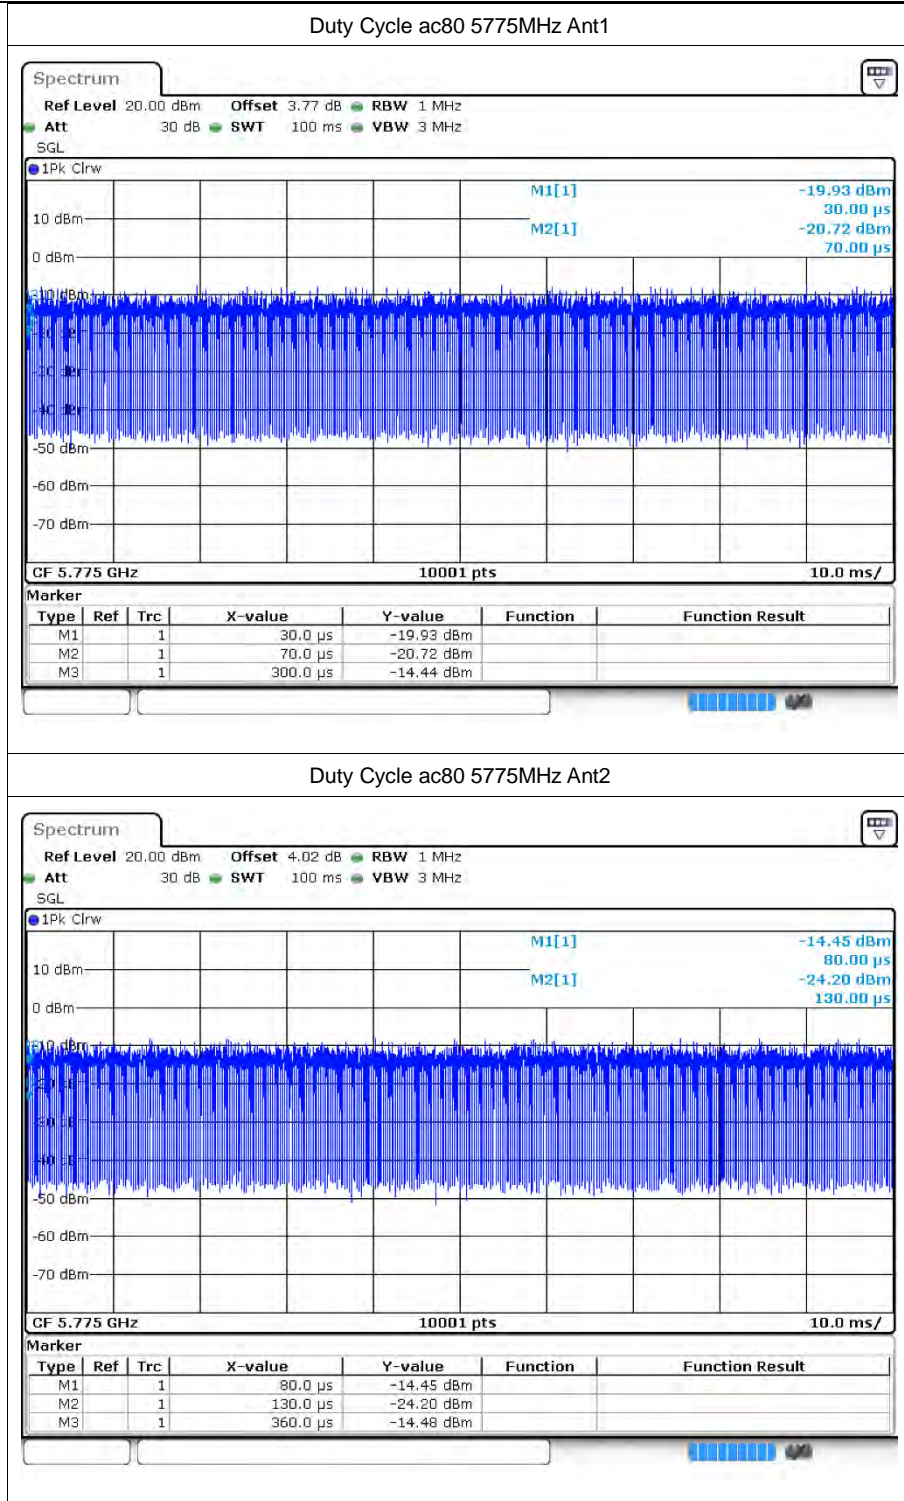 Duty Cycle ac80 5775MHz Ant1
Spectrum
Ref Level 20.00 dBm Offset 3.77 dB RBW 1 MHz
Att 30 dB SWT 100 ms VBW 3 MHz
SGL
1Pk Clrw
M1[1] -19.93 dBm
30.00 µs
10 dBm
M2[1] -20.72 dBm
70.00 µs
0 dBm
-50 dBm
-60 dBm
-70 dBm
CF 5.775 GHz 10001 pts 10.0 ms/
Marker
Type Ref Trc X-value Y-value Function Function Result
M1 1 30.0 µs -19.93 dBm
M2 1 70.0 µs -20.72 dBm
M3 1 300.0 µs -14.44 dBm
Duty Cycle ac80 5775MHz Ant2
Spectrum
Ref Level 20.00 dBm Offset 4.02 dB RBW 1 MHz
Att 30 dB SWT 100 ms VBW 3 MHz
SGL
1Pk Clrw
M1[1] -14.45 dBm
80.00 µs
10 dBm
M2[1] -24.20 dBm
130.00 µs
0 dBm
-50 dBm
-60 dBm
-70 dBm
CF 5.775 GHz 10001 pts 10.0 ms/
Marker
Type Ref Trc X-value Y-value Function Function Result
M1 1 80.0 µs -14.45 dBm
M2 1 130.0 µs -24.20 dBm
M3 1 360.0 µs -14.48 dBm